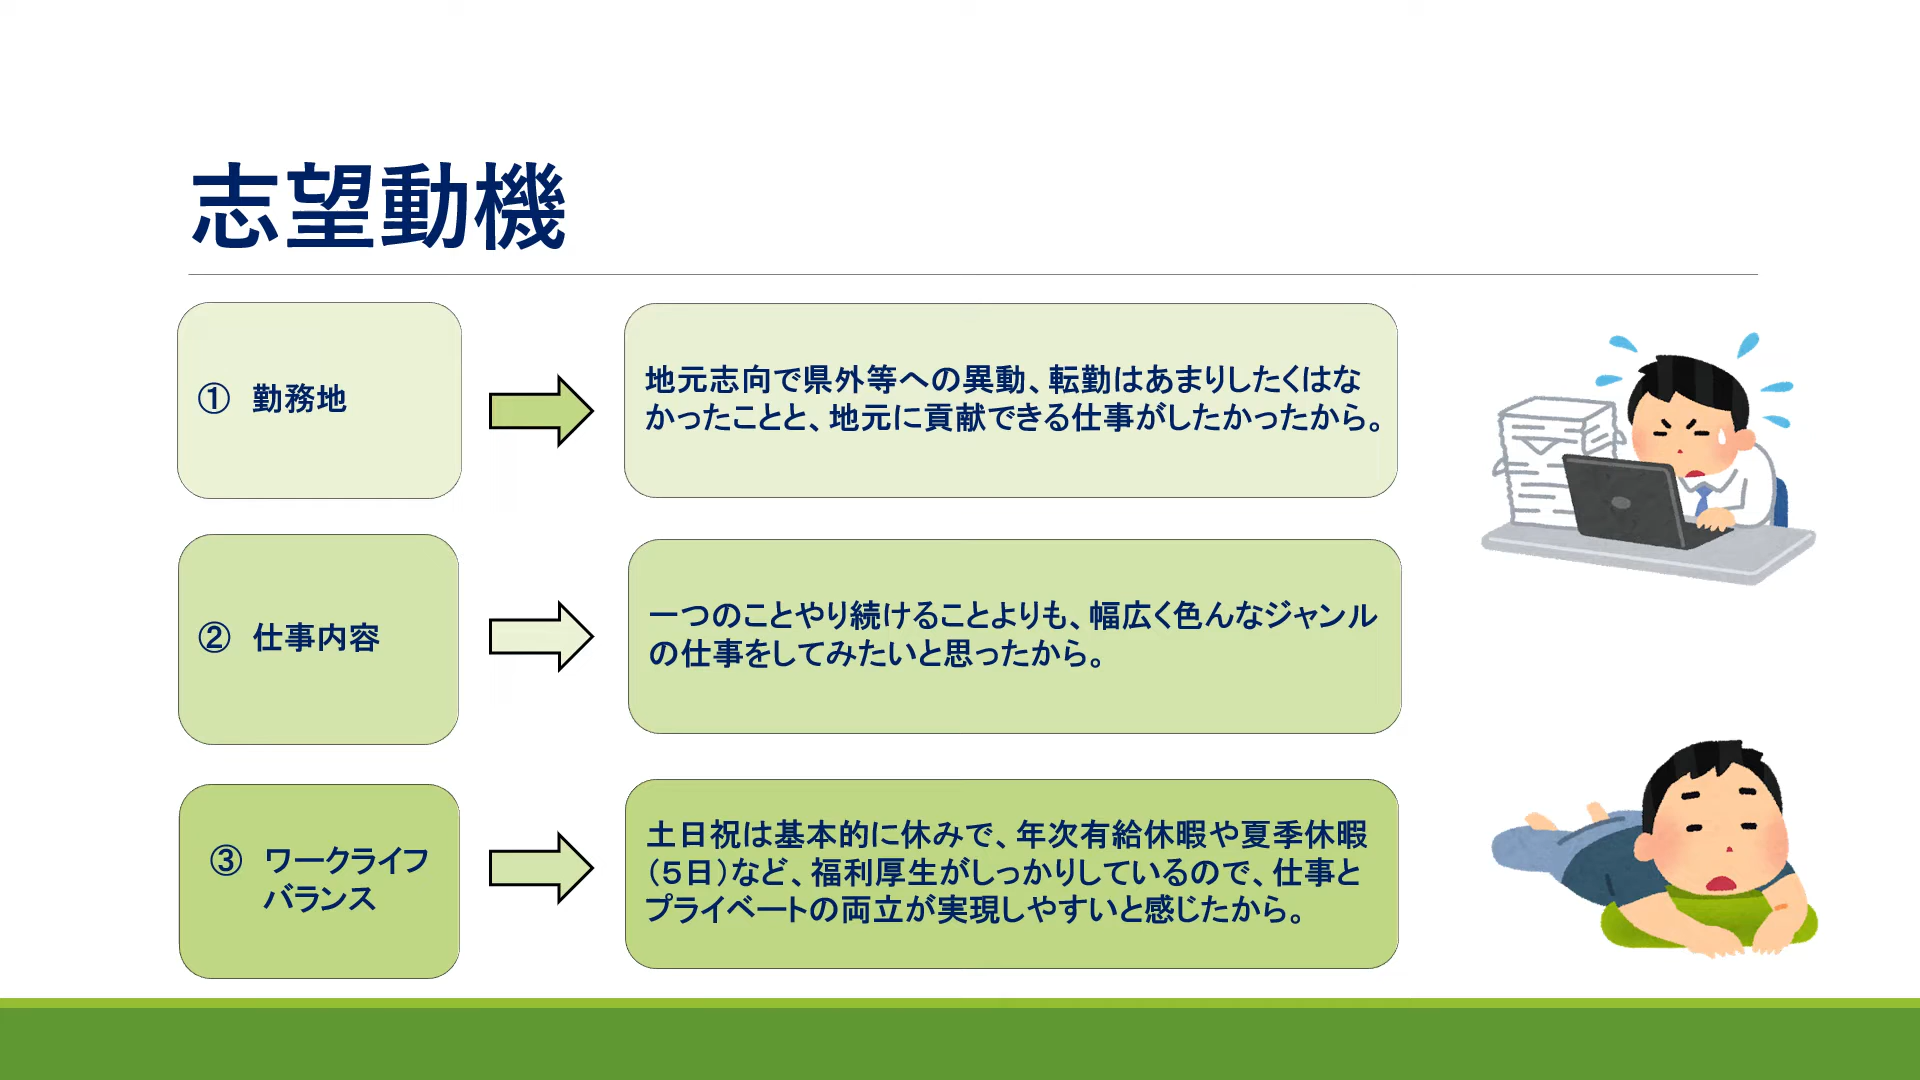 志望動機
① 勤務地
地元志向で県外等への異動、転勤はあまりしたくはな
かったことと、地元に貢献できる仕事がしたかったから。
② 仕事内容
一つのことやり続けることよりも、幅広く色んなジャンル
の仕事をしてみたいと思ったから。
③ ワークライフ
バランス
土日祝は基本的に休みで、年次有給休暇や夏季休暇
（５日）など、福利厚生がしっかりしているので、仕事と
プライベートの両立が実現しやすいと感じたから。